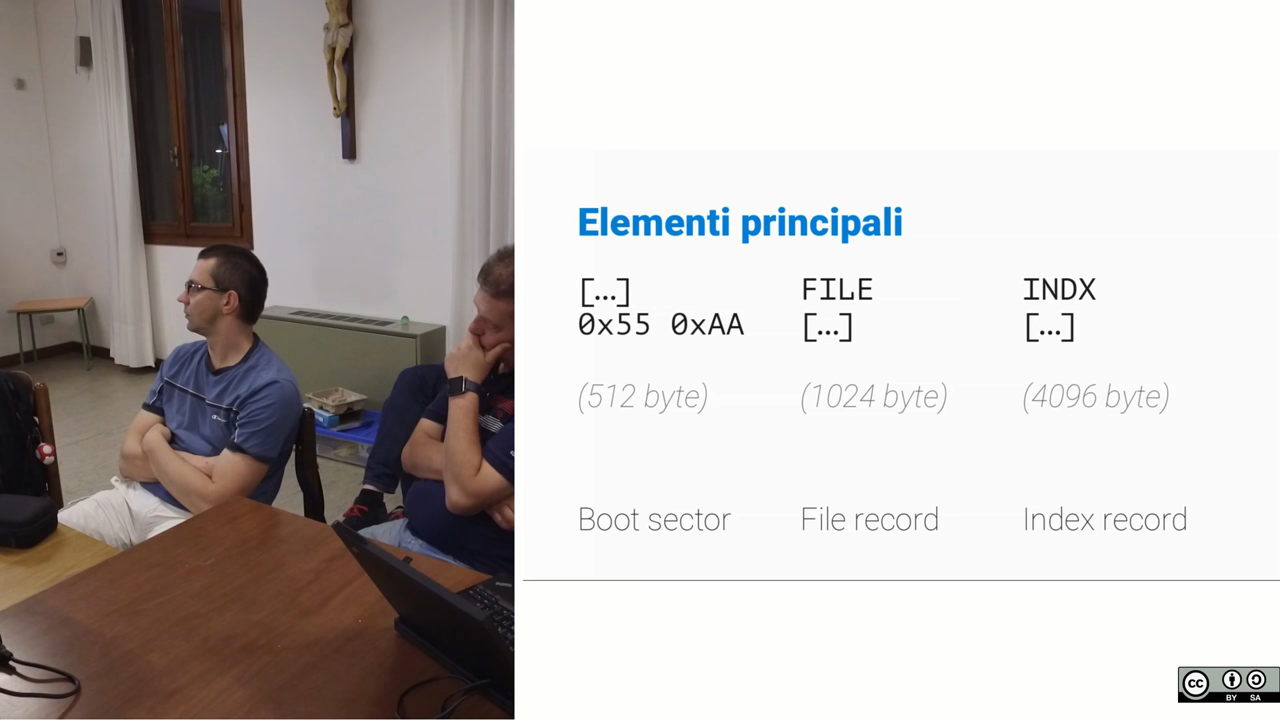 Elementi principali
[…]
0x55 0xAA
(512 byte)
Boot sector
FILE
[…]
(1024 byte)
File record
INDX
[…]
(4096 byte)
Index record
cc BY SA